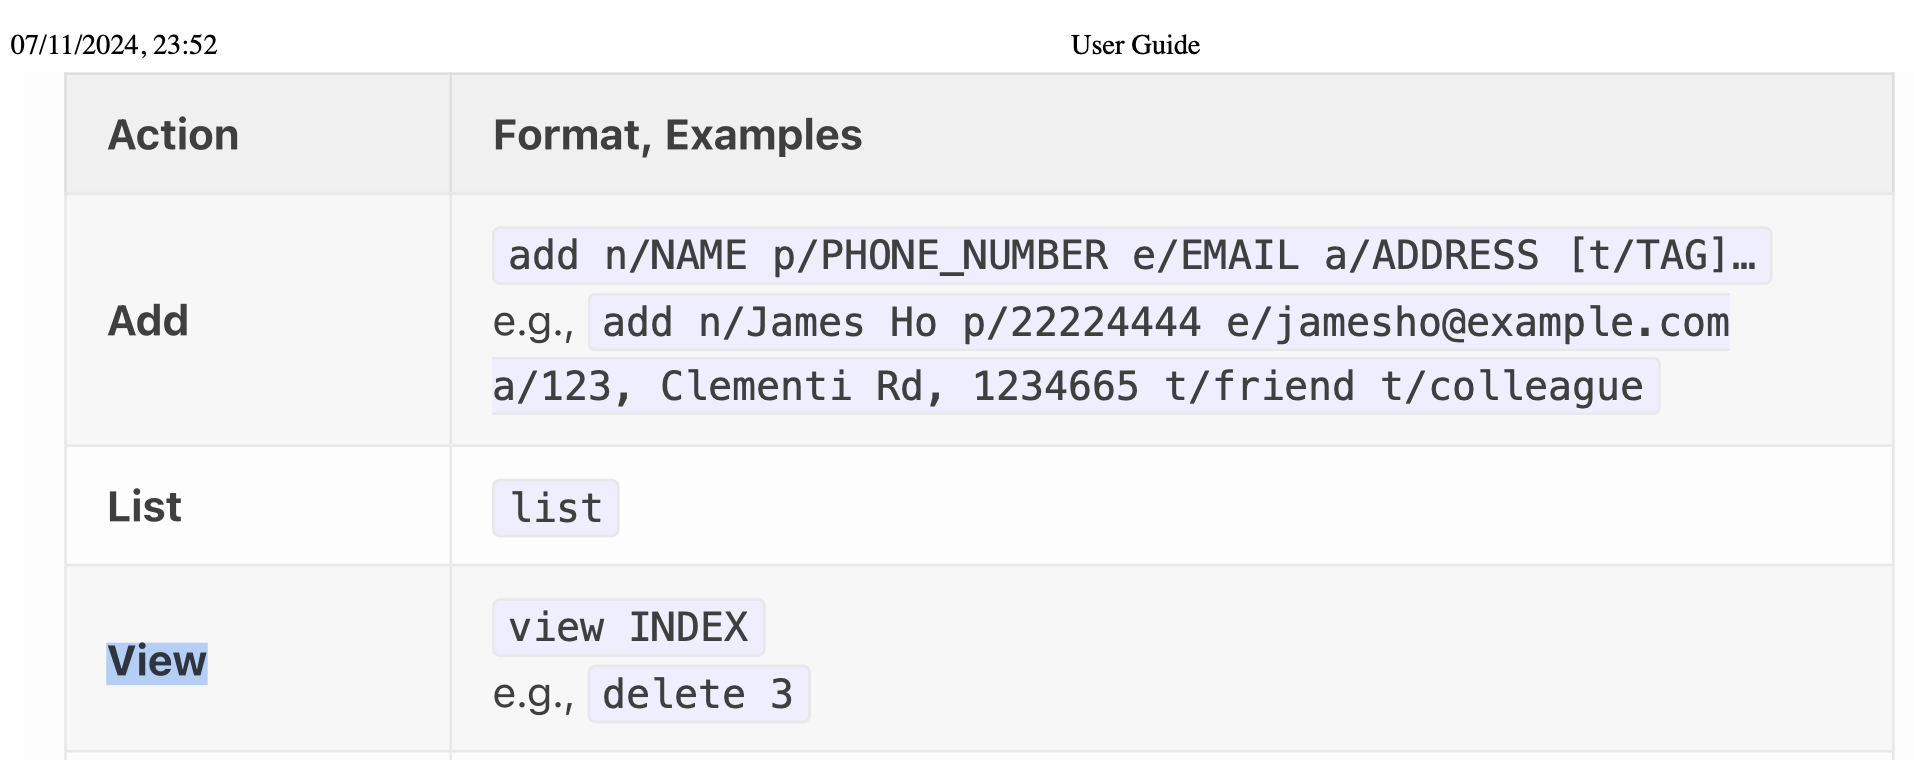 07/11/2024, 23:52
User Guide
Action
Format, Examples
Add
add n/NAME p/PHONE_NUMBER e/EMAIL a/ADDRESS [t/TAG]…
e.g., add n/James Ho p/22224444 e/jamesho@example.com
a/123, Clementi Rd, 1234665 t/friend t/colleague
List
list
View
view INDEX
e.g., delete 3